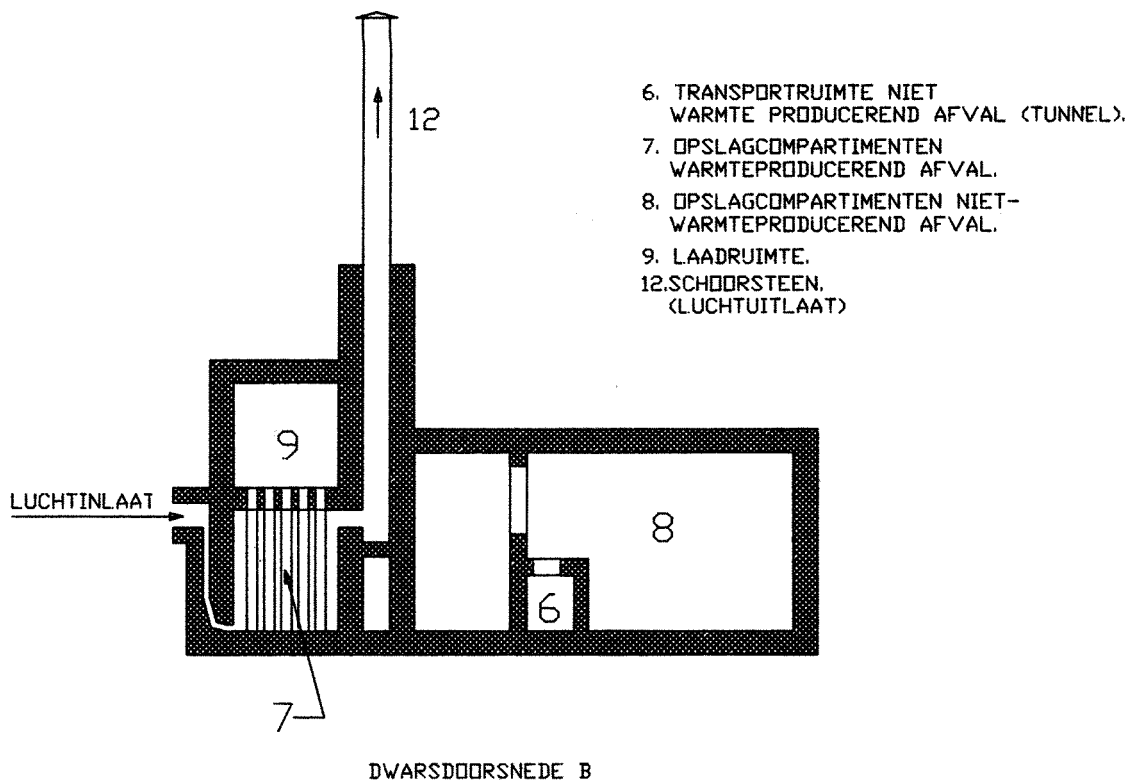 6. TRANSPORTRUIMTE NIET
WARMTE PRODUCEREND AFVAL (TUNNEL).
7. OPSLAGCOMPARTIMENTEN
WARMTEPRODUCEREND AFVAL.
8. OPSLAGCOMPARTIMENTEN NIET-
WARMTEPRODUCEREND AFVAL.
9. LAADRUIMTE.
12.SCHOORSTEEN.
(LUCHTUITLAAT)
12
9
LUCHTINLAAT
8
6
7
DWARSDOORSNEDE B